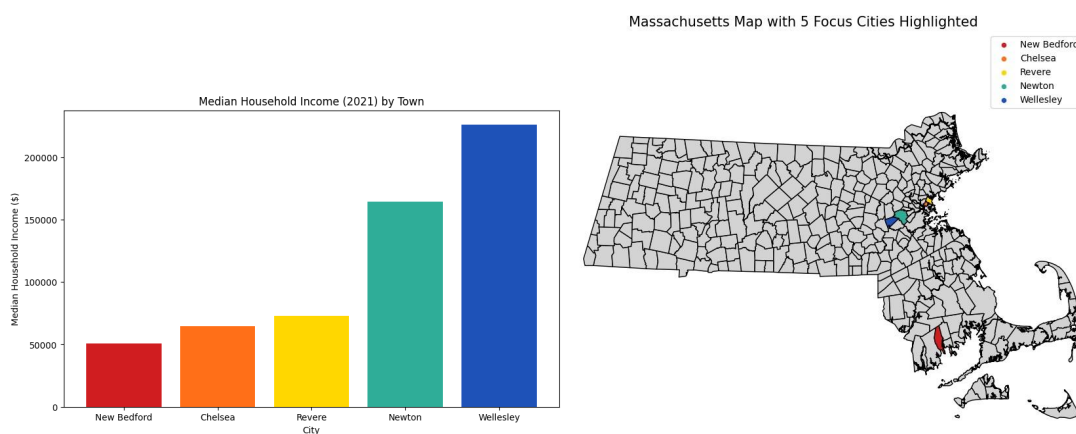 Massachusetts Map with 5 Focus Cities Highlighted
New Bedford
Chelsea
Revere
Newton
Wellesley
Median Household Income (2021) by Town
Median Household Income ($)
200000
150000
100000
50000
0
New Bedford Chelsea Revere Newton Wellesley
City